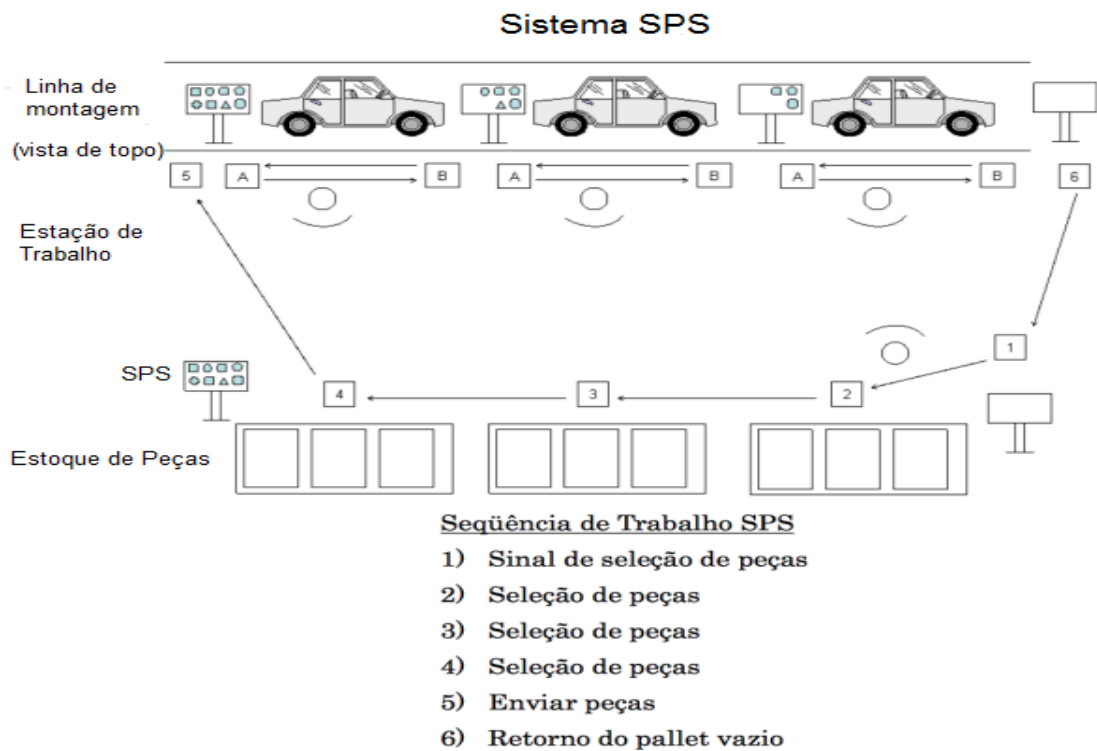 Sistema SPS
Linha de
montagem
(vista de topo)
5 A B A B A B 6
Estação de
Trabalho
1
SPS
4 3 2
Estoque de Peças
Seqüência de Trabalho SPS
1) Sinal de seleção de peças
2) Seleção de peças
3) Seleção de peças
4) Seleção de peças
5) Enviar peças
6) Retorno do pallet vazio